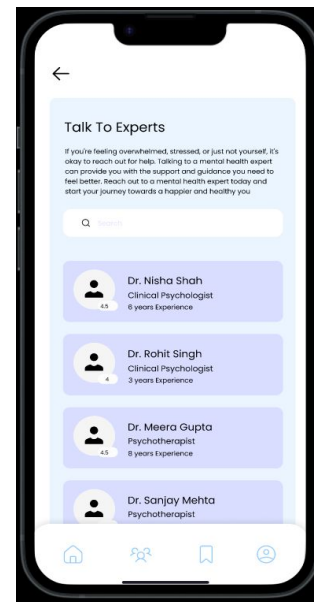 Talk To Experts
If you're feeling overwhelmed, stressed, or just not yourself, it's
okay to reach out for help. Talking to a mental health expert
can provide you with the support and guidance you need to
feel better. Reach out to a mental health expert today and
start your journey towards a happier and healthy you
Search
Dr. Nisha Shah
Clinical Psychologist
4.5
6 years Experience
Dr. Rohit Singh
Clinical Psychologist
4
3 years Experience
Dr. Meera Gupta
Psychotherapist
4.5
8 years Experience
Dr. Sanjay Mehta
Psychotherapist